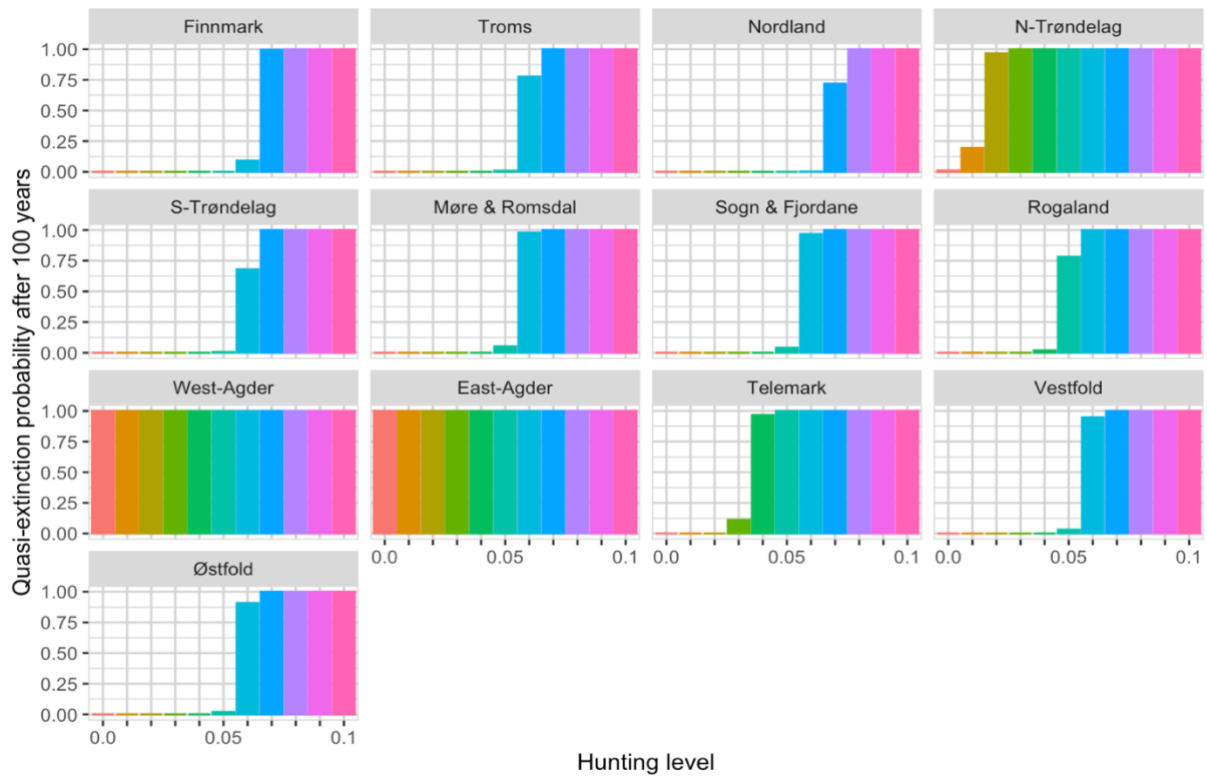 Finnmark Troms Nordland N-Trøndelag
1.00
0.75
0.50
0.25
0.00
S-Trøndelag Møre & Romsdal Sogn & Fjordane Rogaland
1.00
0.75
0.50
0.25
0.00
West-Agder East-Agder Telemark Vestfold
1.00
0.75
0.50
0.25
0.00
0.0 0.05 0.1 0.0 0.05 0.1 0.0 0.05 0.1
Østfold
1.00
0.75
0.50
0.25
0.00
0.0 0.05 0.1
Hunting level
Quasi-extinction probability after 100 years